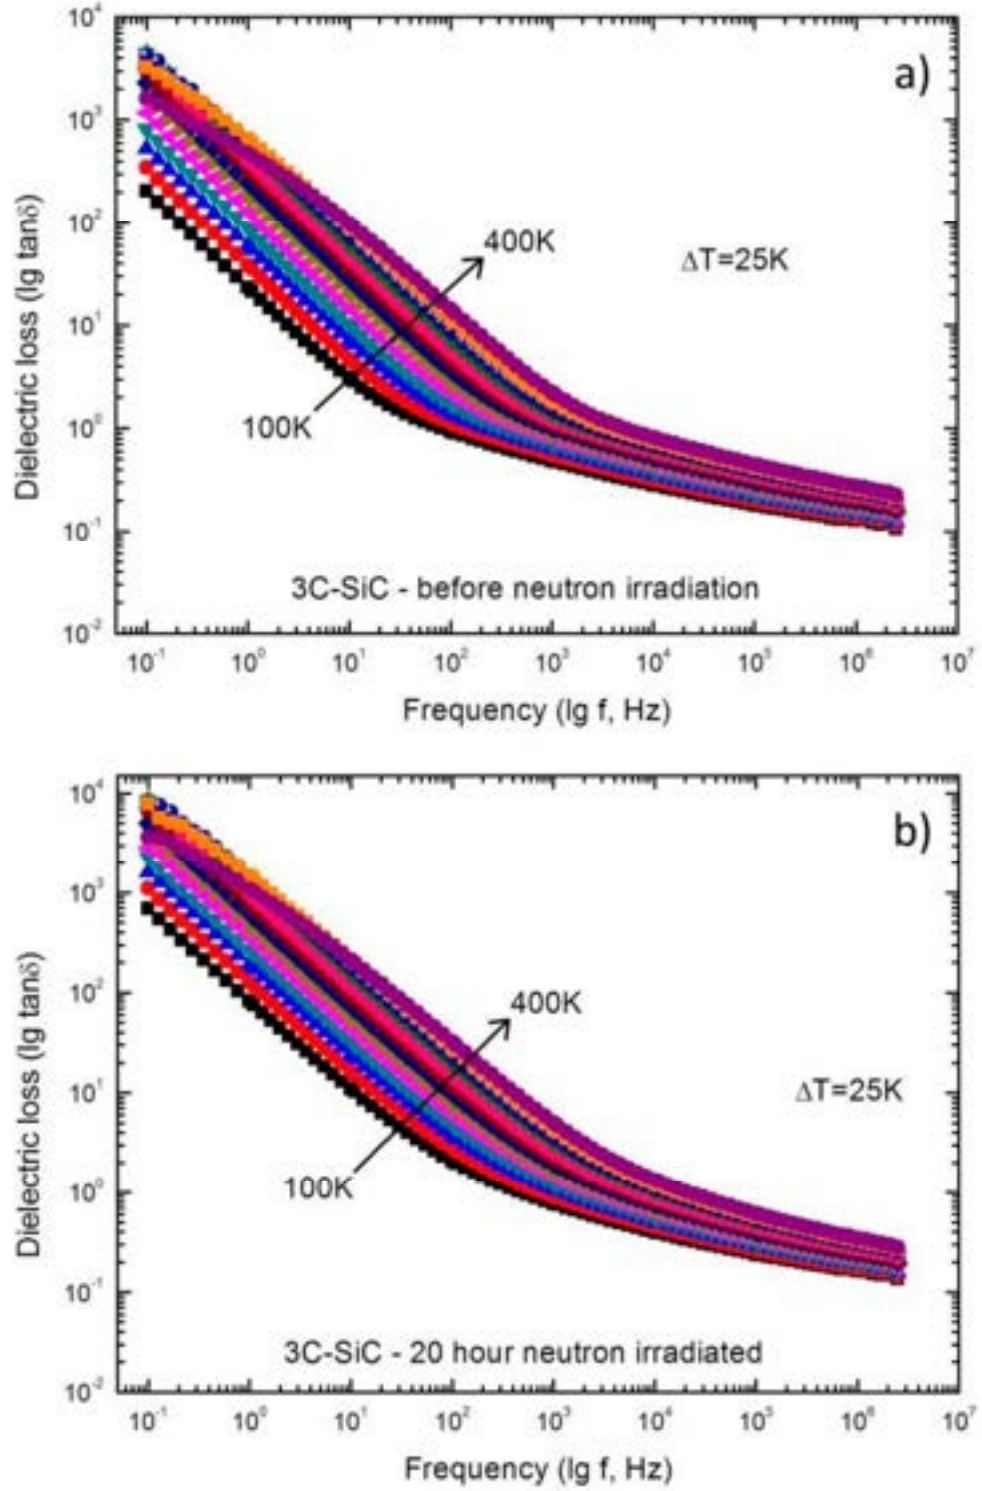 10⁴
a)
10³
10²
400K
ΔT=25K
10¹
100K
10⁰
10⁻¹
3C-SiC - before neutron irradiation
10⁻²
Dielectric loss (lg tanδ)
10⁻¹ 10⁰ 10¹ 10² 10³ 10⁴ 10⁵ 10⁶ 10⁷
Frequency (lg f, Hz)
10⁴
b)
10³
10²
400K
10¹
ΔT=25K
100K
10⁰
10⁻¹
3C-SiC - 20 hour neutron irradiated
10⁻²
Dielectric loss (lg tanδ)
10⁻¹ 10⁰ 10¹ 10² 10³ 10⁴ 10⁵ 10⁶ 10⁷
Frequency (lg f, Hz)